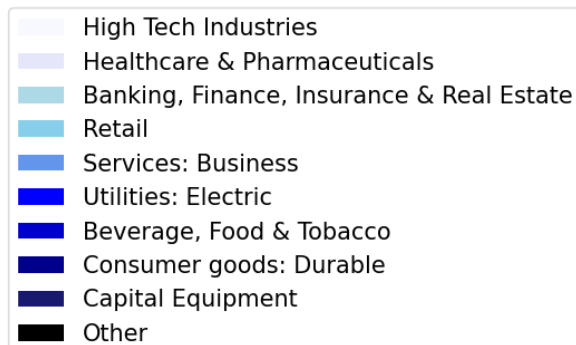 High Tech Industries
Healthcare & Pharmaceuticals
Banking, Finance, Insurance & Real Estate
Retail
Services: Business
Utilities: Electric
Beverage, Food & Tobacco
Consumer goods: Durable
Capital Equipment
Other